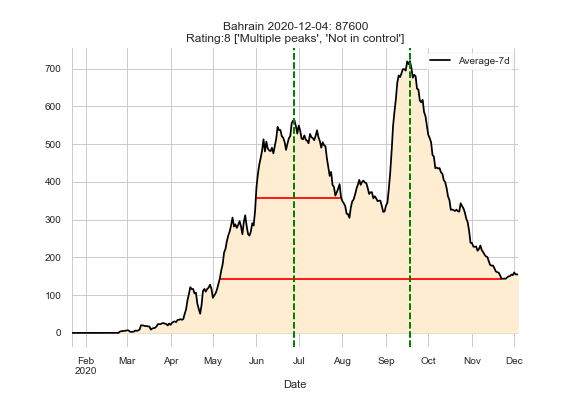 Bahrain 2020-12-04: 87600
Rating:8 ['Multiple peaks', 'Not in control']
Average-7d
700
600
500
400
300
200
100
0
Feb Mar Apr May Jun Jul Aug Sep Oct Nov Dec
2020
Date